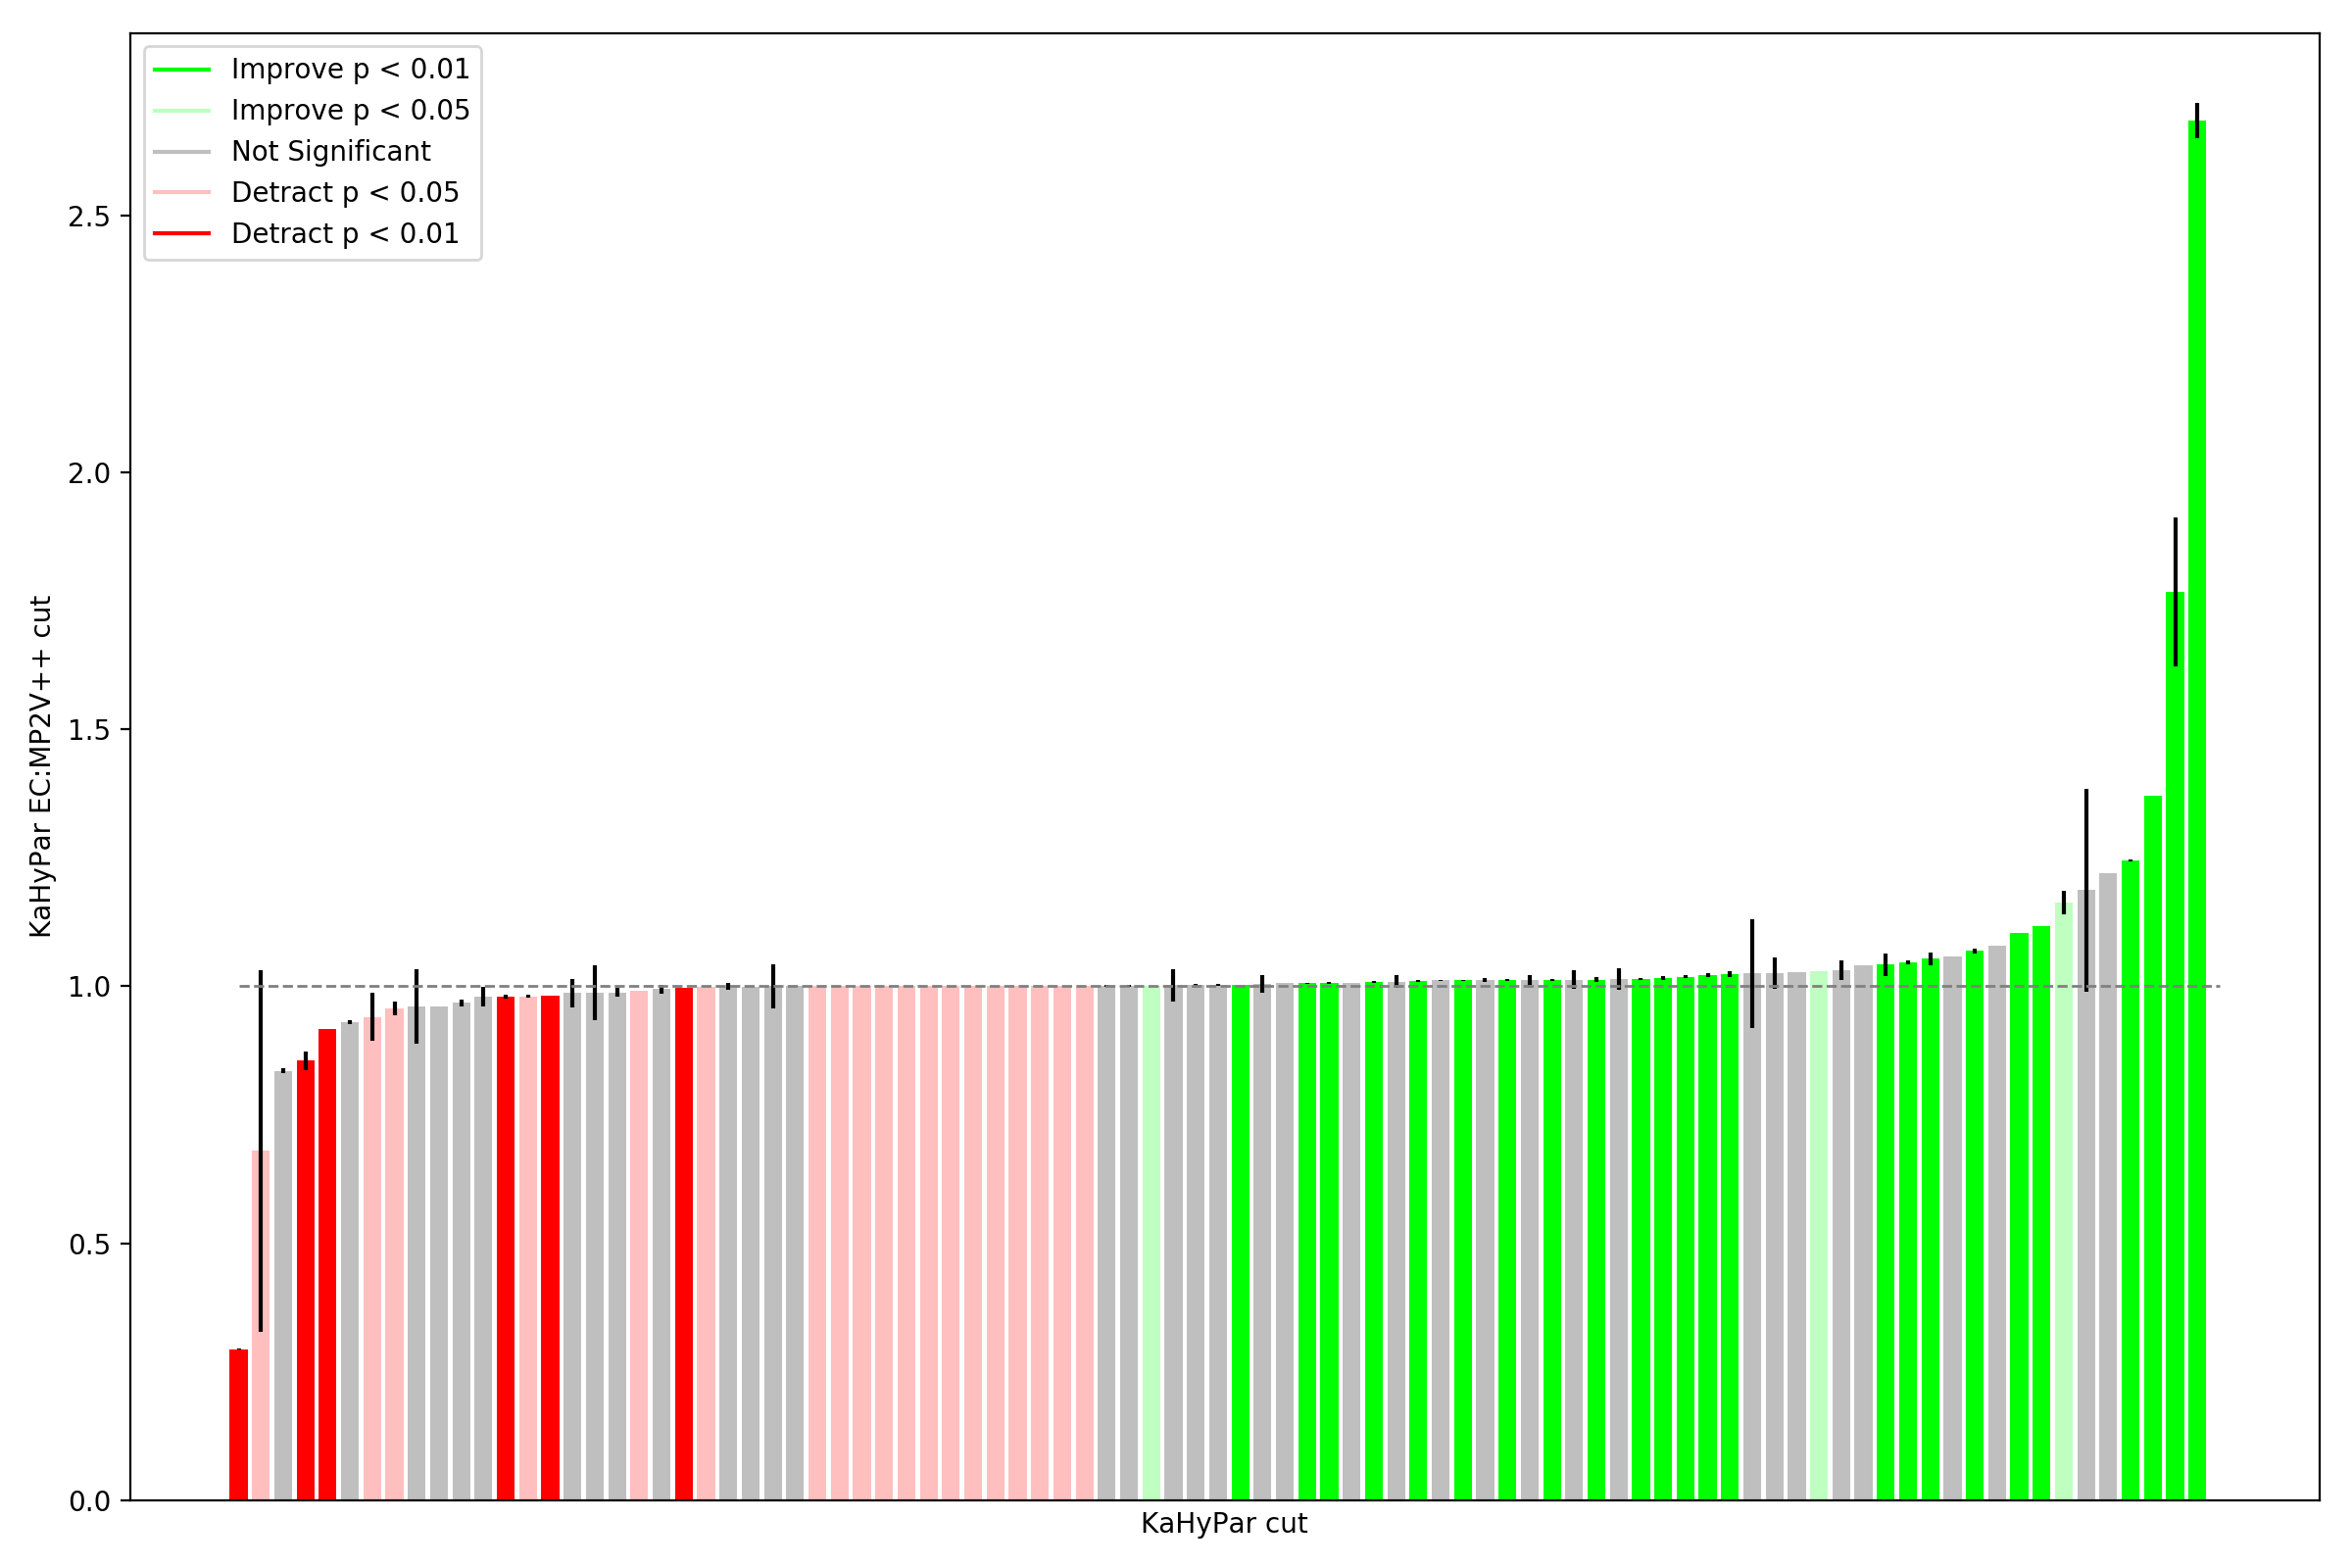 Improve p < 0.01
Improve p < 0.05
Not Significant
Detract p < 0.05
Detract p < 0.01
2.5
2.0
1.5
1.0
0.5
0.0
KaHyPar EC:MP2V++ cut
KaHyPar cut